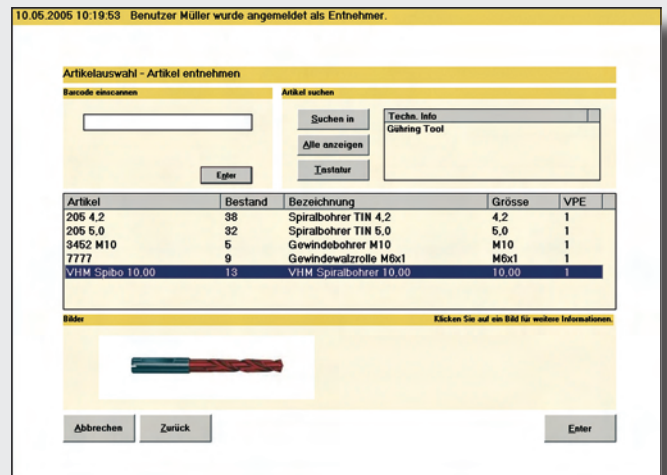 10.05.2005 10:19:53 Benutzer Müller wurde angemeldet als Entnehmer.
Artikelauswahl - Artikel entnehmen
Barcode einscannen
Artikel suchen
Suchen in
Alle anzeigen
Tastatur
Techn. Info
Gühring Tool
Enter
Artikel Bestand Bezeichnung Grösse VPE
205 4,2 38 Spiralbohrer TIN 4,2 4,2 1
205 5,0 32 Spiralbohrer TIN 5,0 5,0 1
3452 M10 5 Gewindebohrer M10 M10 1
7777 9 Gewindewalzrolle M6x1 M6x1 1
VHM Spibo 10,00 13 VHM Spiralbohrer 10,00 10,00 1
Bilder Klicken Sie auf ein Bild für weitere Informationen.
Abbrechen Zurück Enter